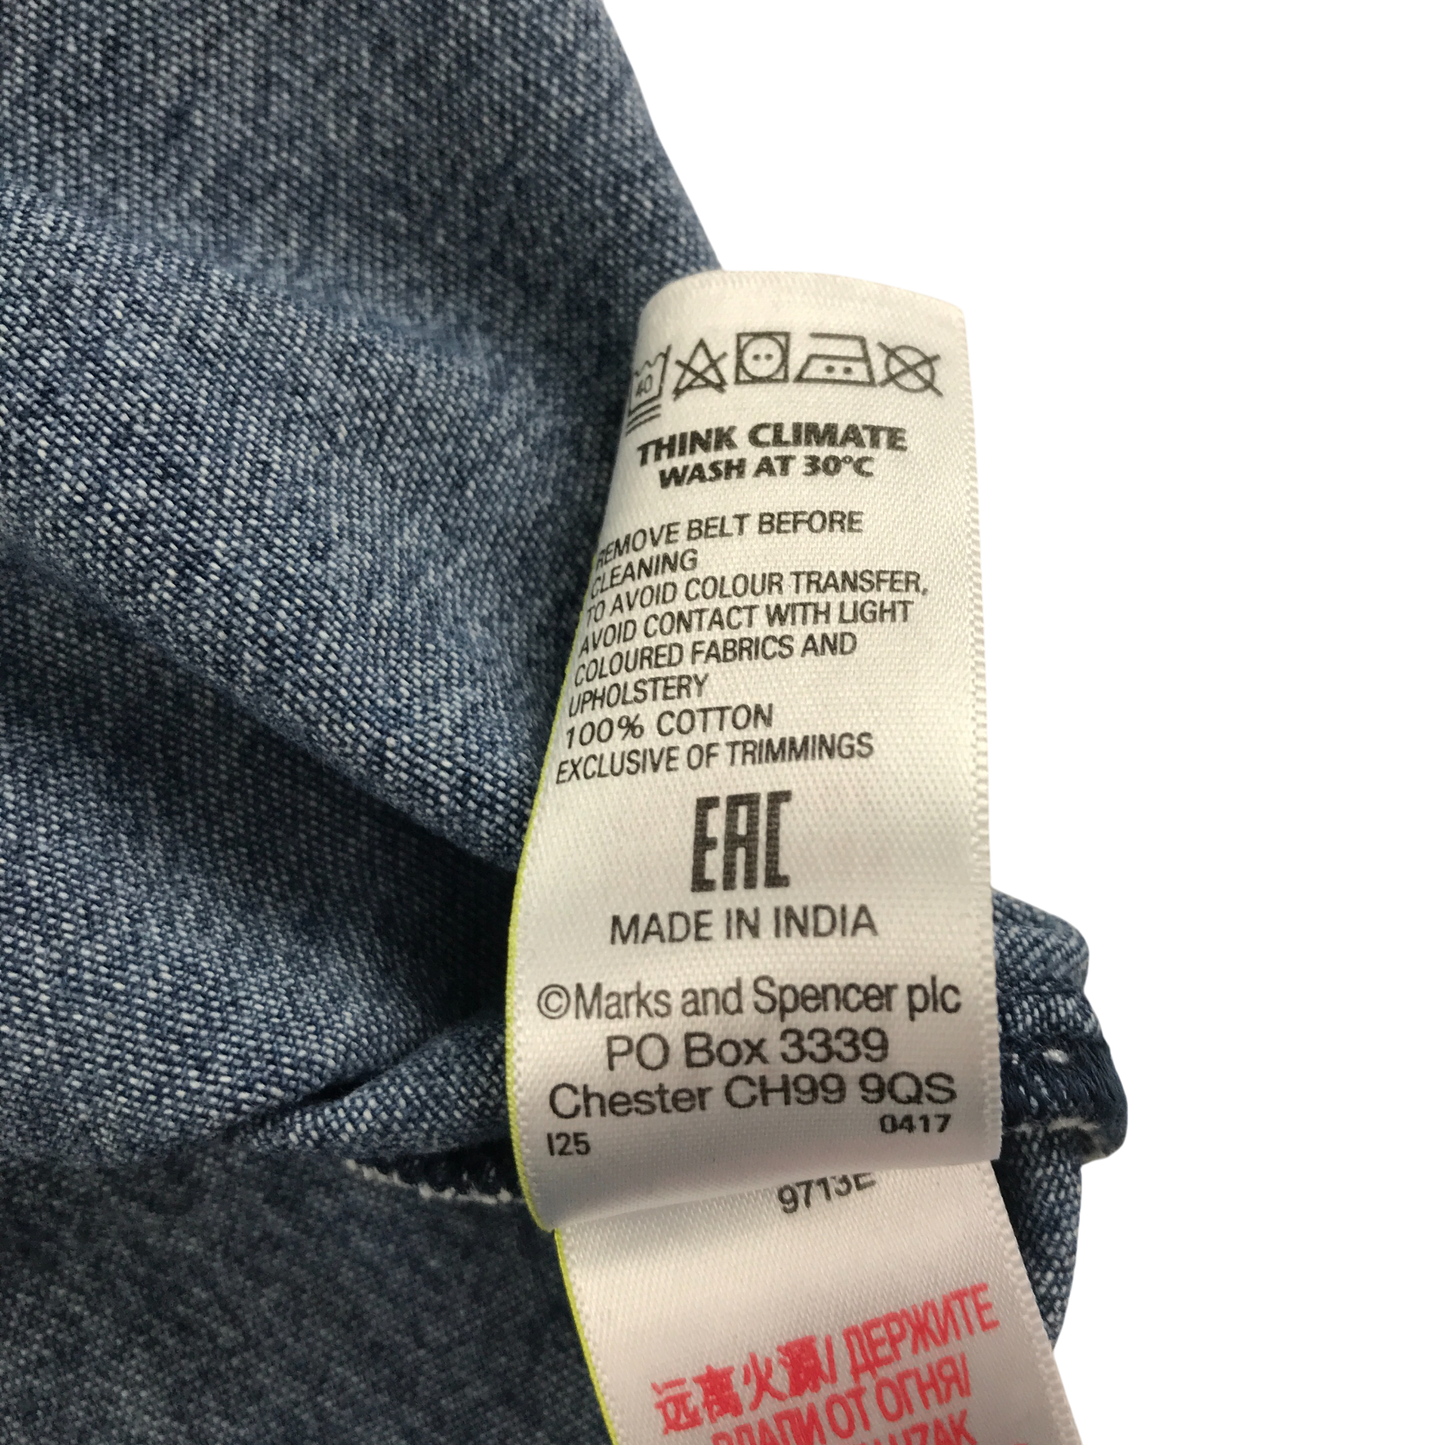 40
THINK CLIMATE
WASH AT 30°C
REMOVE BELT BEFORE
CLEANING
TO AVOID COLOUR TRANSFER,
AVOID CONTACT WITH LIGHT
COLOURED FABRICS AND
UPHOLSTERY
100% COTTON
EXCLUSIVE OF TRIMMINGS
EAC
MADE IN INDIA
©Marks and Spencer plc
PO Box 3339
Chester CH99 9QS
I25 0417
9713E
远离火源/ ДЕРЖИТЕ
ВДАЛИ ОТ ОГНЯ/
UZAK